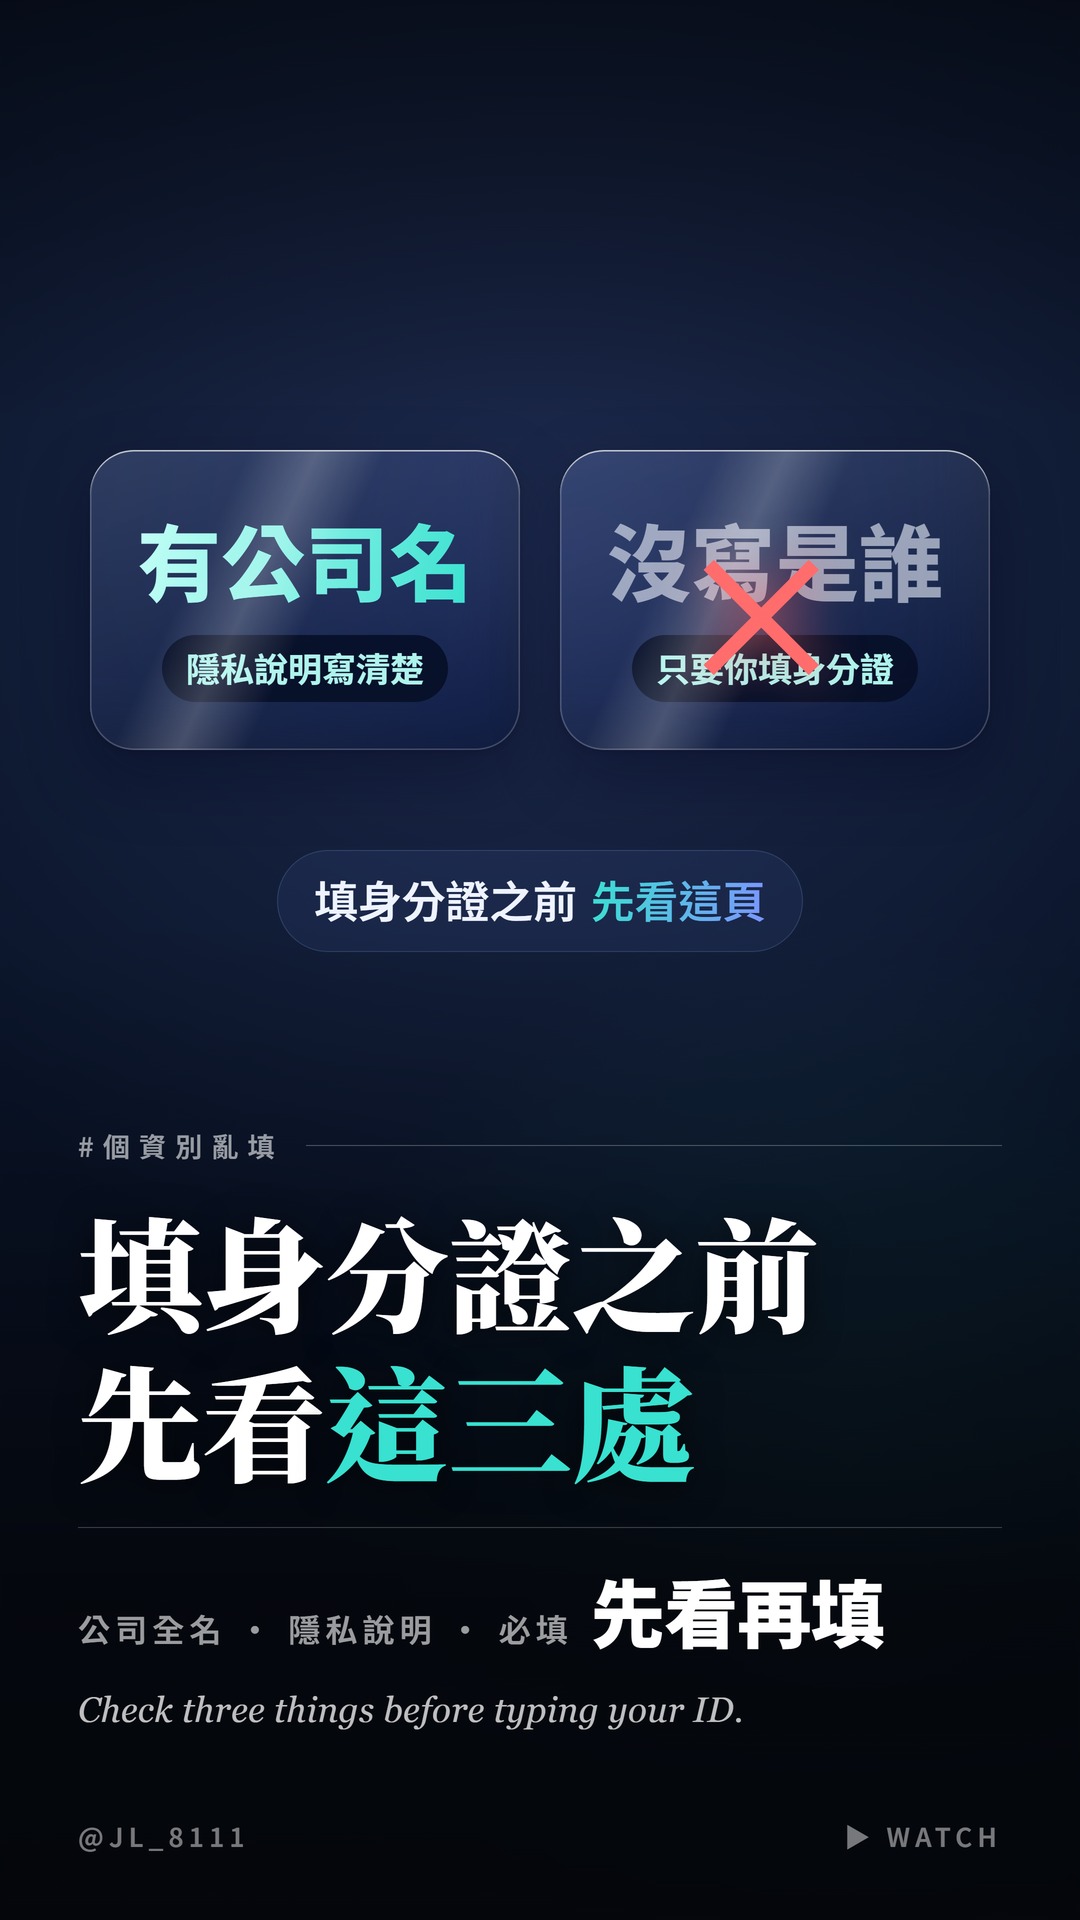 有公司名
隱私說明寫清楚
沒寫是誰
只要你填身分證
填身分證之前 先看這頁
#個資別亂填
填身分證之前
先看這三處
公司全名 · 隱私說明 · 必填 先看再填
Check three things before typing your ID.
@JL_8111
▶ WATCH